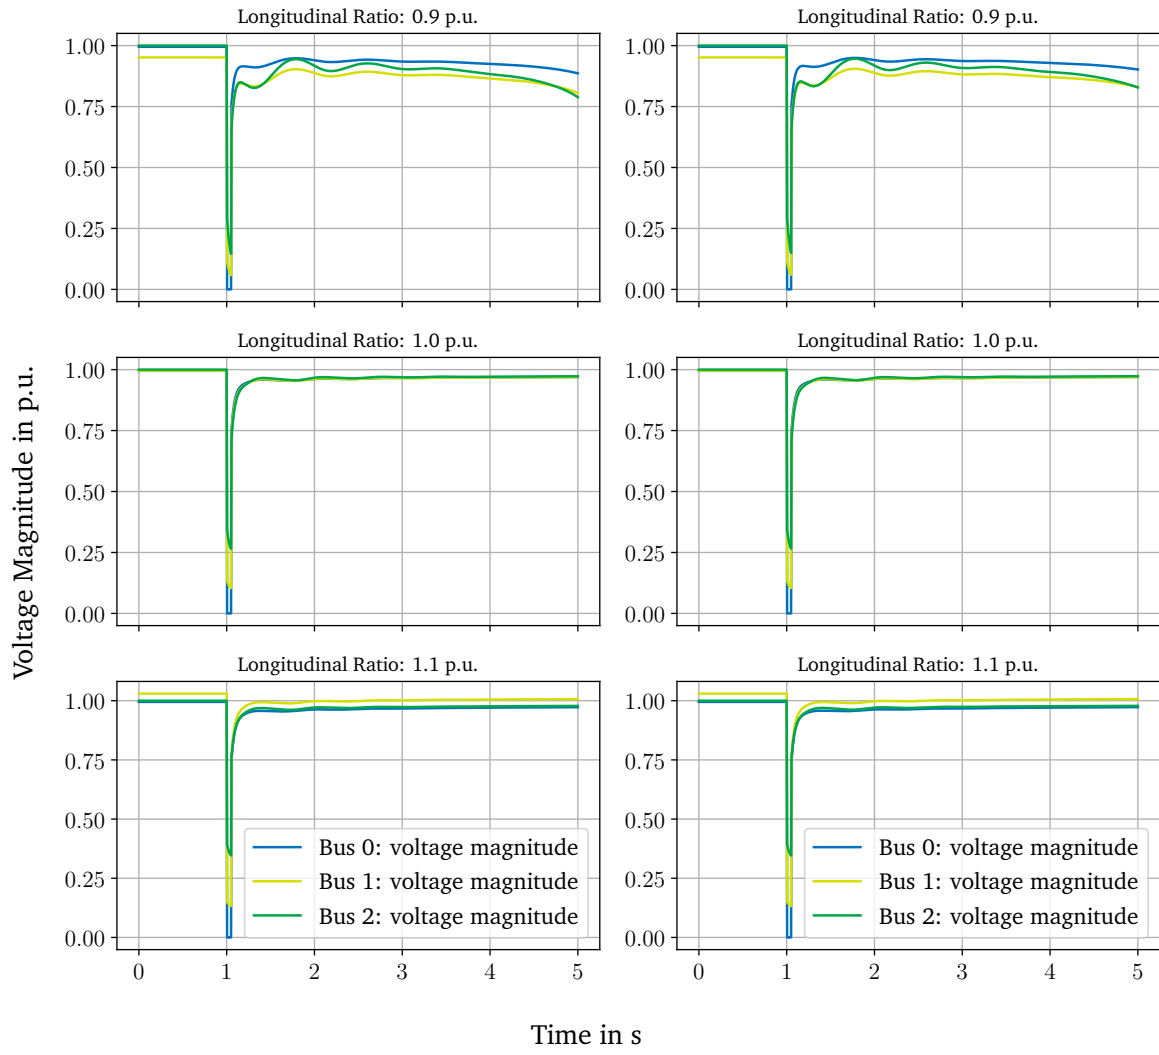 Longitudinal Ratio: 0.9 p.u.
Longitudinal Ratio: 0.9 p.u.
1.00
0.75
0.50
0.25
0.00
1.00
0.75
0.50
0.25
0.00
Longitudinal Ratio: 1.0 p.u.
Longitudinal Ratio: 1.0 p.u.
1.00
0.75
0.50
0.25
0.00
1.00
0.75
0.50
0.25
0.00
Voltage Magnitude in p.u.
Longitudinal Ratio: 1.1 p.u.
Longitudinal Ratio: 1.1 p.u.
1.00
0.75
0.50
0.25
0.00
Bus 0: voltage magnitude
Bus 1: voltage magnitude
Bus 2: voltage magnitude
0 1 2 3 4 5
1.00
0.75
0.50
0.25
0.00
Bus 0: voltage magnitude
Bus 1: voltage magnitude
Bus 2: voltage magnitude
0 1 2 3 4 5
Time in s